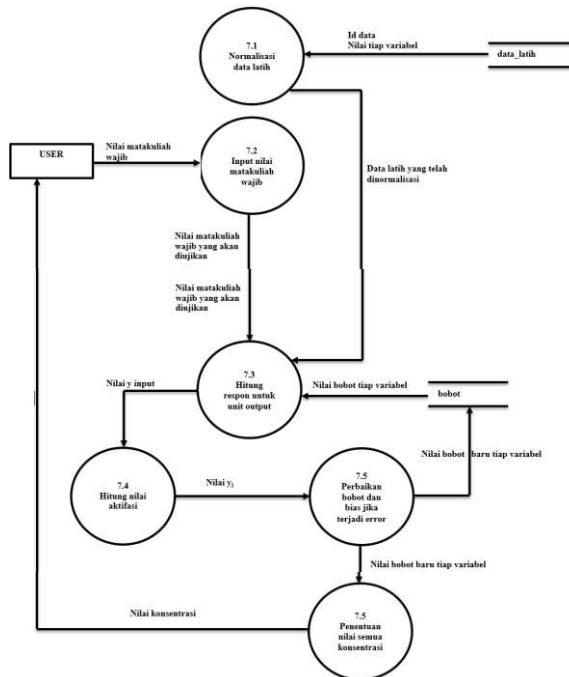 7.1
Normalisasi
data latih
Id data
Nilai tiap variabel
data_latih
USER
Nilai matakuliah
wajib
7.2
Input nilai
matakuliah
wajib
Data latih yang telah
dinormalisasi
Nilai matakuliah
wajib yang akan
diujikan
Nilai matakuliah
wajib yang akan
diujikan
7.3
Hitung
respon untuk
unit output
Nilai y input
Nilai bobot tiap variabel
bobot
7.4
Hitung nilai
aktifasi
Nilai yj
7.5
Perbaikan
bobot dan
bias jika
terjadi error
Nilai bobot baru tiap variabel
Nilai bobot baru tiap variabel
Nilai konsentrasi
7.5
Penentuan
nilai semua
konsentrasi